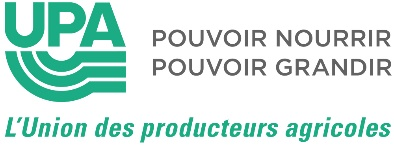 UPA
POUVOIR NOURRIR
POUVOIR GRANDIR
L'Union des producteurs agricoles